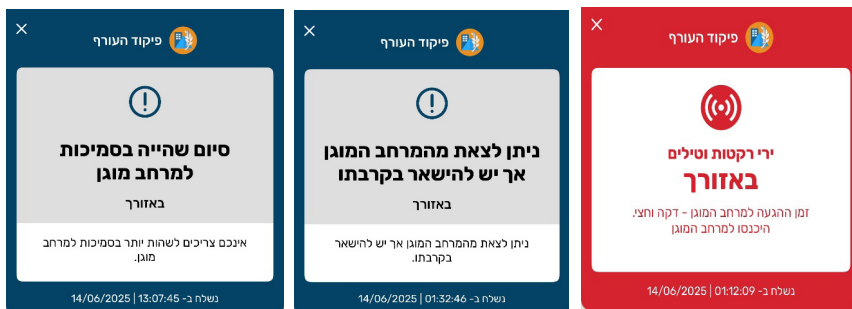 פיקוד העורף
ירי רקטות וטילים
באזורך
זמן ההגעה למרחב המוגן - דקה וחצי.
היכנסו למרחב המוגן
נשלח ב- 01:12:09 | 14/06/2025
פיקוד העורף
ניתן לצאת מהמרחב המוגן
אך יש להישאר בקרבתו
באזורך
ניתן לצאת מהמרחב המוגן אך יש להישאר
בקרבתו.
נשלח ב- 01:32:46 | 14/06/2025
פיקוד העורף
סיום שהייה בסמיכות
למרחב מוגן
באזורך
אינכם צריכים לשהות יותר בסמיכות למרחב
מוגן.
נשלח ב- 13:07:45 | 14/06/2025